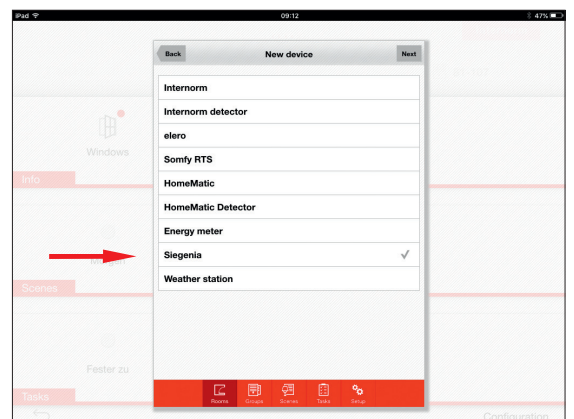 iPad 09:12 47%
Back New device Next
Internorm
Internorm detector
elero
Somfy RTS
HomeMatic
HomeMatic Detector
Energy meter
Siegenia
Weather station
Windows
Info
Scenes
Fester zu
Tasks
Rooms Groups Scenes Tasks Setup
Configuration